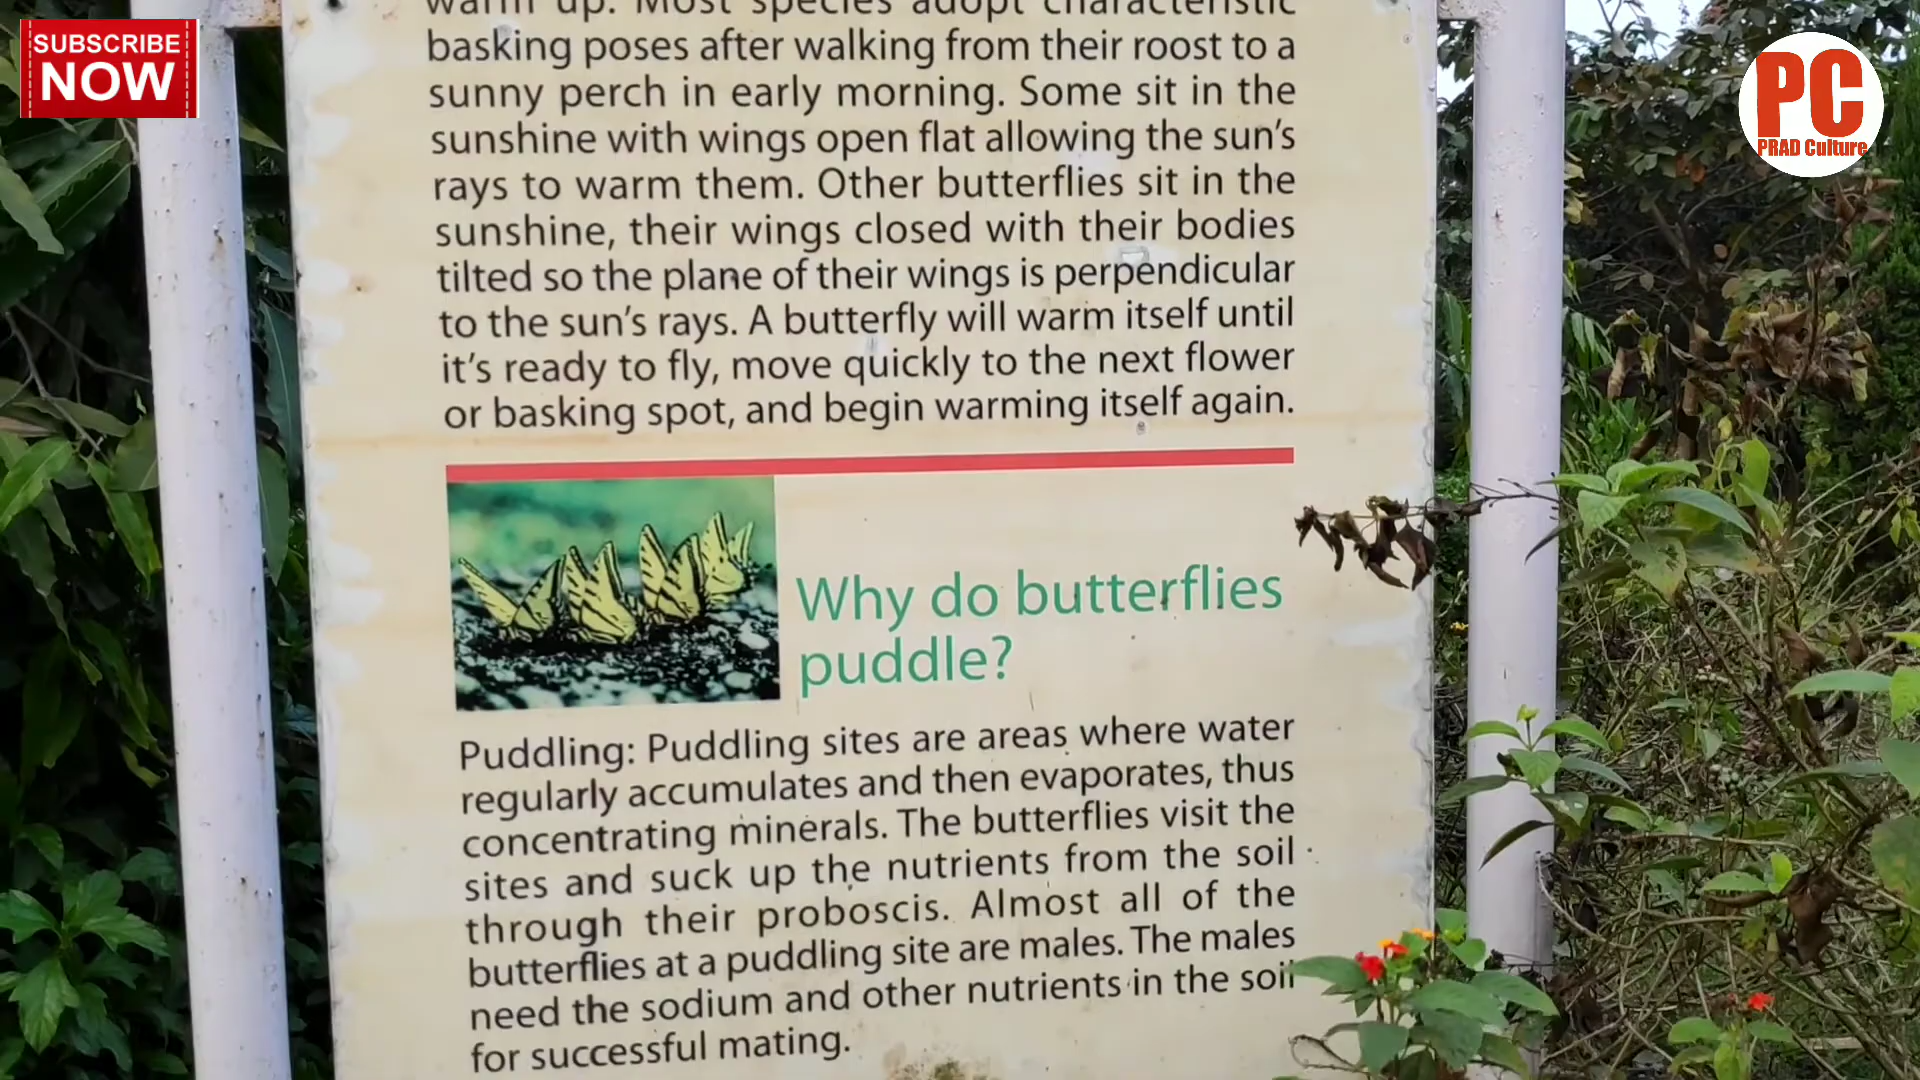 SUBSCRIBE
NOW
PC
PRAD Culture
warm up. Most species adopt characteristic
basking poses after walking from their roost to a
sunny perch in early morning. Some sit in the
sunshine with wings open flat allowing the sun's
rays to warm them. Other butterflies sit in the
sunshine, their wings closed with their bodies
tilted so the plane of their wings is perpendicular
to the sun's rays. A butterfly will warm itself until
it's ready to fly, move quickly to the next flower
or basking spot, and begin warming itself again.
Why do butterflies
puddle?
Puddling: Puddling sites are areas where water
regularly accumulates and then evaporates, thus
concentrating minerals. The butterflies visit the
sites and suck up the nutrients from the soil
through their proboscis. Almost all of the
butterflies at a puddling site are males. The males
need the sodium and other nutrients in the soil
for successful mating.